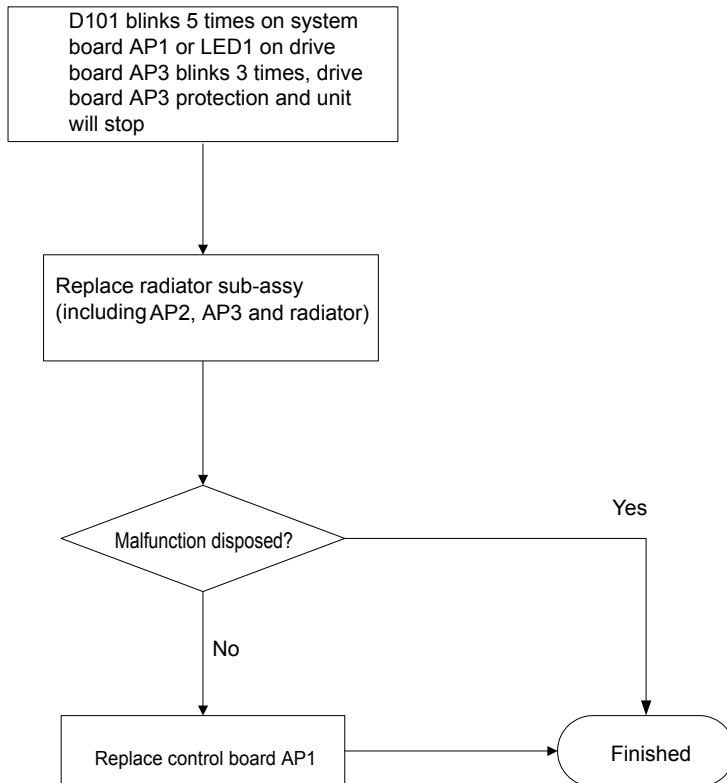 D101 blinks 5 times on system
board AP1 or LED1 on drive
board AP3 blinks 3 times, drive
board AP3 protection and unit
will stop
Replace radiator sub-assy
(including AP2, AP3 and radiator)
Malfunction disposed?
Yes
No
Replace control board AP1
Finished